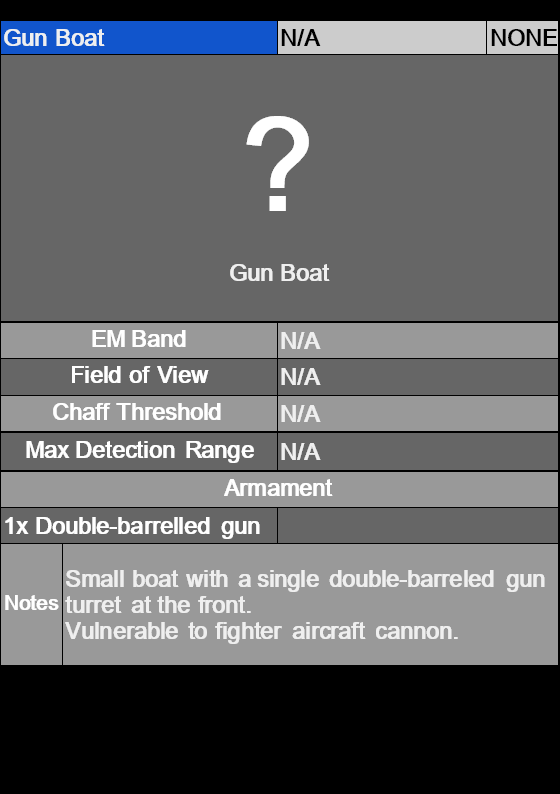 Gun Boat N/A NONE
?
Gun Boat
EM Band N/A
Field of View N/A
Chaff Threshold N/A
Max Detection Range N/A
Armament
1x Double-barrelled gun
Notes
Small boat with a single double-barreled gun
turret at the front.
Vulnerable to fighter aircraft cannon.